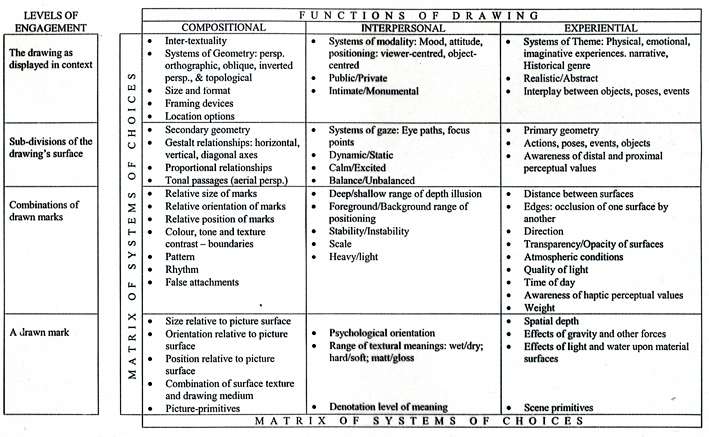 LEVELS OF
ENGAGEMENT
FUNCTIONS OF DRAWING
COMPOSITIONAL
INTERPERSONAL
EXPERIENTIAL
MATRIX OF SYSTEMS OF CHOICES
The drawing as
displayed in context
• Inter-textuality
• Systems of Geometry: persp.
orthographic, oblique, inverted
persp., & topological
• Size and format
• Framing devices
• Location options
• Systems of modality: Mood, attitude,
positioning: viewer-centred, object-
centred
• Public/Private
• Intimate/Monumental
• Systems of Theme: Physical, emotional,
imaginative experiences. narrative,
Historical genre
• Realistic/Abstract
• Interplay between objects, poses, events
Sub-divisions of the
drawing's surface
• Secondary geometry
• Gestalt relationships: horizontal,
vertical, diagonal axes
• Proportional relationships
• Tonal passages (aerial persp.)
• Systems of gaze: Eye paths, focus
points
• Dynamic/Static
• Calm/Excited
• Balance/Unbalanced
• Primary geometry
• Actions, poses, events, objects
• Awareness of distal and proximal
perceptual values
Combinations of
drawn marks
• Relative size of marks
• Relative orientation of marks
• Relative position of marks
• Colour, tone and texture
contrast – boundaries
• Pattern
• Rhythm
• False attachments
• Deep/shallow range of depth illusion
• Foreground/Background range of
positioning
• Stability/Instability
• Scale
• Heavy/light
• Distance between surfaces
• Edges: occlusion of one surface by
another
• Direction
• Transparency/Opacity of surfaces
• Atmospheric conditions
• Quality of light
• Time of day
• Awareness of haptic perceptual values
• Weight
A drawn mark
• Size relative to picture surface
• Orientation relative to picture
surface
• Position relative to picture
surface
• Combination of surface texture
and drawing medium
• Picture-primitives
• Psychological orientation
• Range of textural meanings: wet/dry;
hard/soft; matt/gloss
• Denotation level of meaning
• Spatial depth
• Effects of gravity and other forces
• Effects of light and water upon material
surfaces
• Scene primitives
MATRIX OF SYSTEMS OF CHOICES